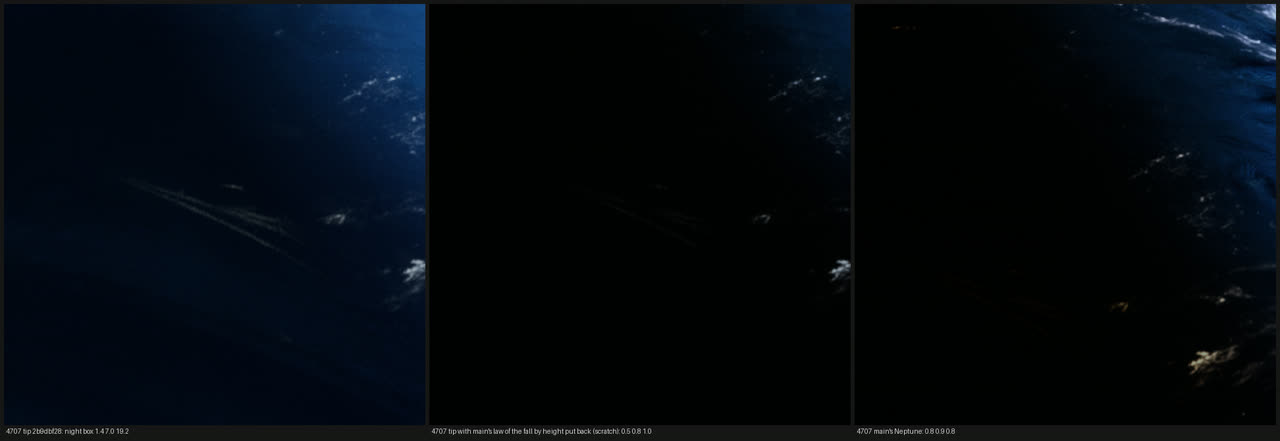 4707 tip 2b9dbf28: night box 1.4 7.0 19.2
4707 tip with main's law of the fall by height put back (scratch): 0.5 0.8 1.0
4707 main's Neptune: 0.8 0.9 0.8